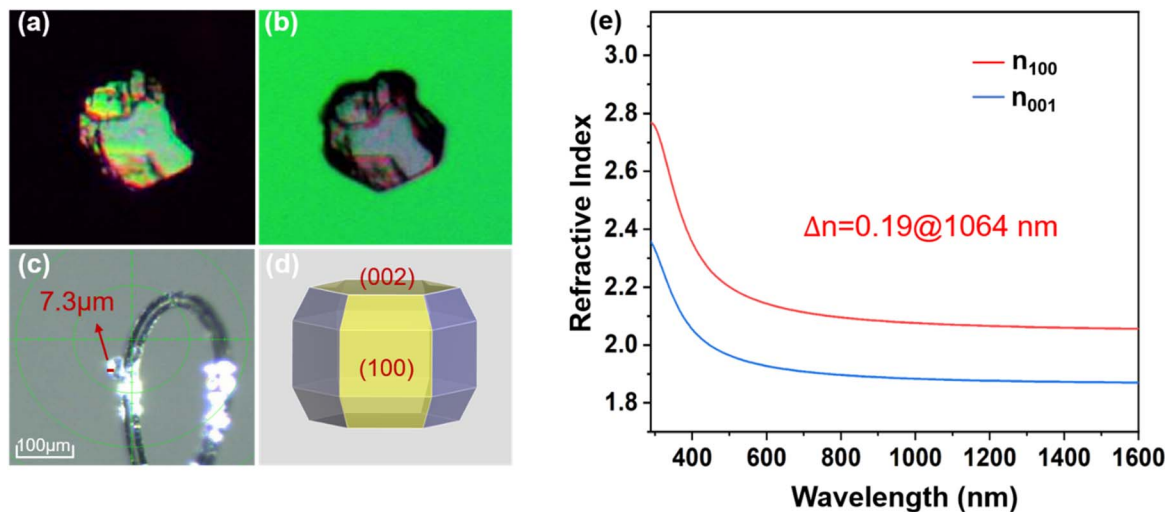 (a)
(b)
(c)
7.3μm
100μm
(d)
(002)
(100)
(e)
n₁₀₀
n₀₀₁
Δn=0.19@1064 nm
Refractive Index
3.0
2.8
2.6
2.4
2.2
2.0
1.8
400
600
800
1000
1200
1400
1600
Wavelength (nm)